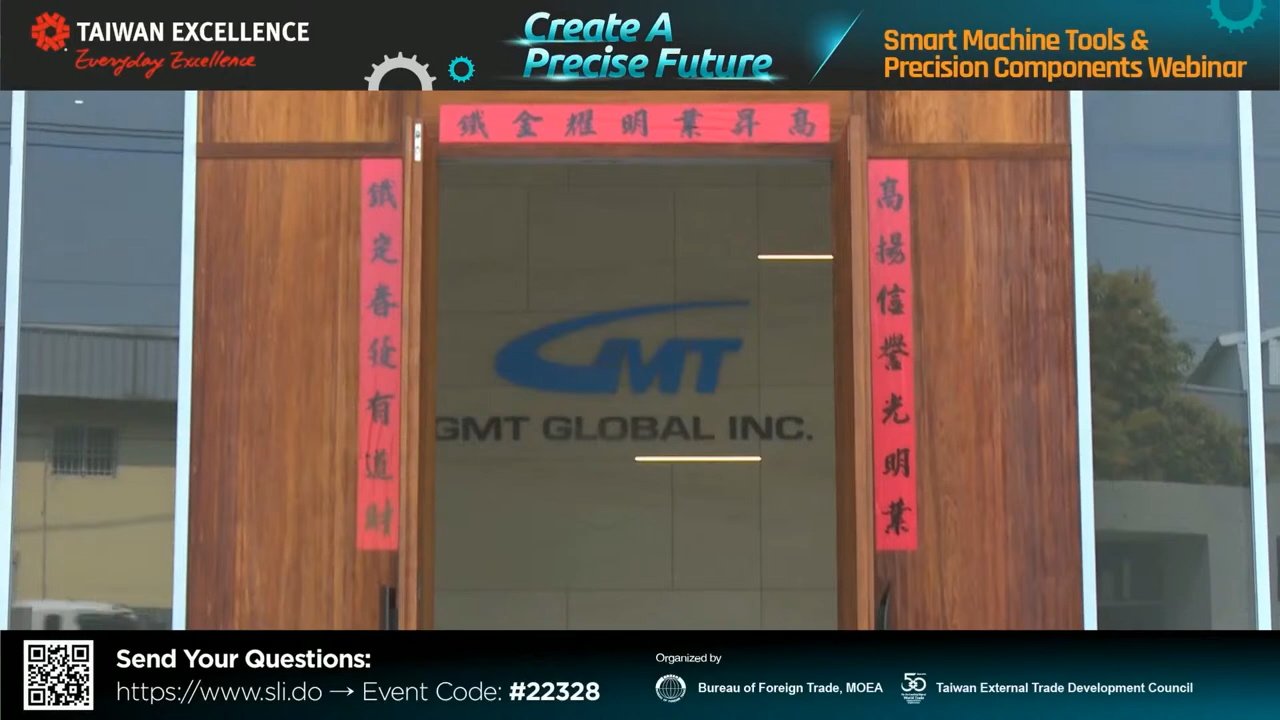 TAIWAN EXCELLENCE
Everyday Excellence
Create A
Precise Future
Smart Machine Tools &
Precision Components Webinar
高昇業明耀金鐵
高揚信譽光明業
鐵定春從有道財
GMT
GMT GLOBAL INC.
Send Your Questions:
https://www.sli.do → Event Code: #22328
Organized by
Bureau of Foreign Trade, MOEA
50
Taiwan External Trade Development Council